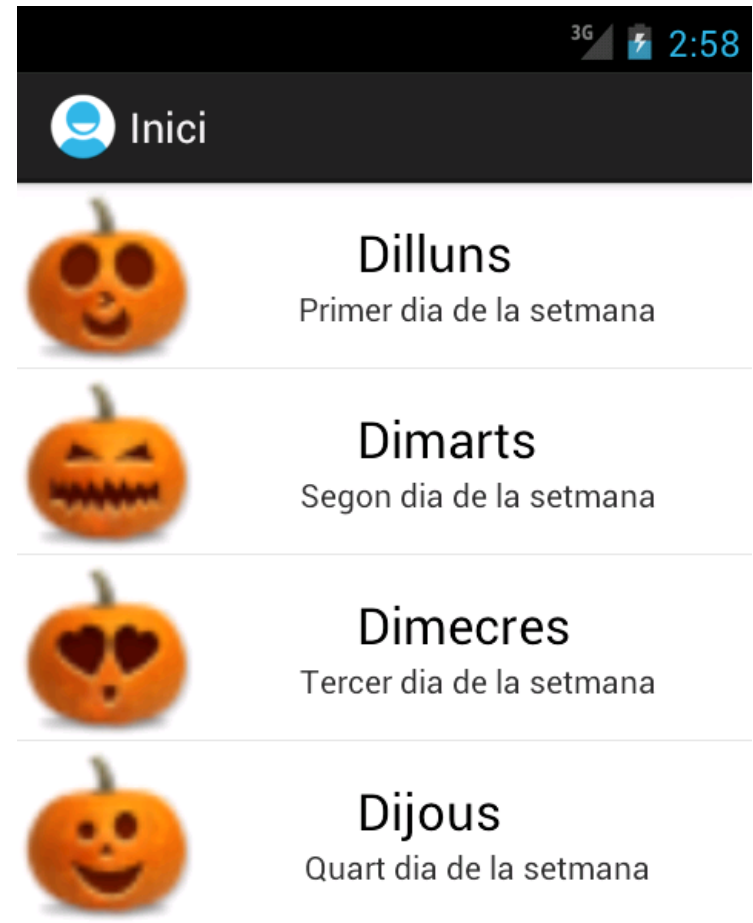 3G 2:58
Inici
Dilluns
Primer dia de la setmana
Dimarts
Segon dia de la setmana
Dimecres
Tercer dia de la setmana
Dijous
Quart dia de la setmana